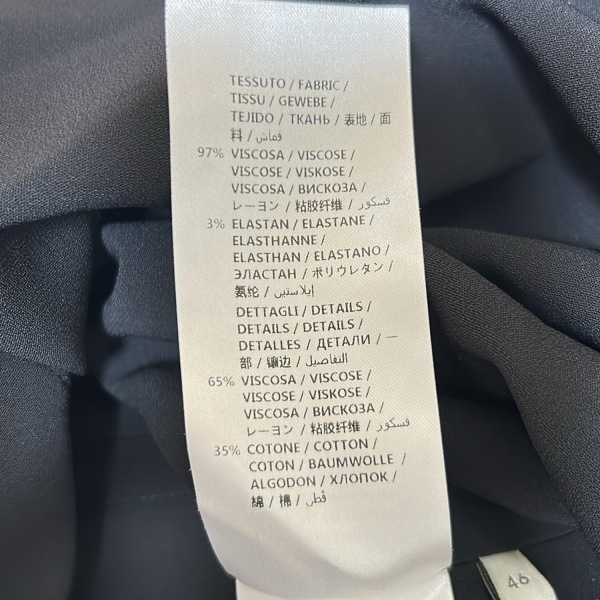 TESSUTO / FABRIC /
TISSU / GEWEBE /
TEJIDO / ТКАНЬ / 表地 / 面
料 / قماش
97% VISCOSA / VISCOSE /
VISCOSE / VISKOSE /
VISCOSA / ВИСКОЗА /
レーヨン / 粘胶纤维 / فسكور
3% ELASTAN / ELASTANE /
ELASTHANNE /
ELASTHAN / ELASTANO /
ЭЛАСТАН / ポリウレタン /
氨纶 / إيلاستين
DETTAGLI / DETAILS /
DETAILS / DETAILS /
DETALLES / ДЕТАЛИ / 一
部 / 镶边 / التفاصيل
65% VISCOSA / VISCOSE /
VISCOSE / VISKOSE /
VISCOSA / ВИСКОЗА /
レーヨン / 粘胶纤维 / فسكور
35% COTONE / COTTON /
COTON / BAUMWOLLE /
ALGODON / ХЛОПОК /
綿 / 棉 / قطن
46